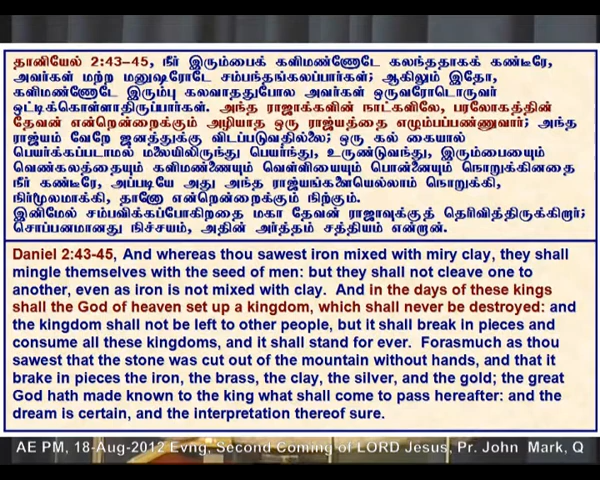 தானியேல் 2:43–45, நீர் இரும்பைக் களிமண்ணோடே கலந்ததாகக் கண்டீரே,
அவர்கள் மற்ற மனுஷரோடே சம்பந்தங்கலப்பார்கள்; ஆகிலும் இதோ,
களிமண்ணோடே இரும்பு கலவாததுபோல அவர்கள் ஒருவரோடொருவர்
ஒட்டிக்கொள்ளாதிருப்பார்கள். அந்த ராஜாக்களின் நாட்களிலே, பரலோகத்தின்
தேவன் என்றென்றைக்கும் அழியாத ஒரு ராஜ்யத்தை எழும்பப்பண்ணுவார்; அந்த
ராஜ்யம் வேறே ஜனத்துக்கு விடப்படுவதில்லை; ஒரு கல் கையால்
பெயர்க்கப்படாமல் மலையிலிருந்து பெயர்ந்து, உருண்டுவந்து, இரும்பையும்
வெண்கலத்தையும் களிமண்ணையும் வெள்ளியையும் பொன்னையும் நொறுக்கினதை
நீர் கண்டீரே, அப்படியே அது அந்த ராஜ்யங்களையெல்லாம் நொறுக்கி,
நிர்மூலமாக்கி, தானோ என்றென்றைக்கும் நிற்கும்.
இனிமேல் சம்பவிக்கப்போகிறதை மகா தேவன் ராஜாவுக்குத் தெரிவித்திருக்கிறார்;
சொப்பனமானது நிச்சயம், அதின் அர்த்தம் சத்தியம் என்றான்.
Daniel 2:43-45, And whereas thou sawest iron mixed with miry clay, they shall
mingle themselves with the seed of men: but they shall not cleave one to
another, even as iron is not mixed with clay. And in the days of these kings
shall the God of heaven set up a kingdom, which shall never be destroyed: and
the kingdom shall not be left to other people, but it shall break in pieces and
consume all these kingdoms, and it shall stand for ever. Forasmuch as thou
sawest that the stone was cut out of the mountain without hands, and that it
brake in pieces the iron, the brass, the clay, the silver, and the gold; the great
God hath made known to the king what shall come to pass hereafter: and the
dream is certain, and the interpretation thereof sure.
AE PM, 18-Aug-2012 Evng, Second Coming of LORD Jesus, Pr. John Mark, Q